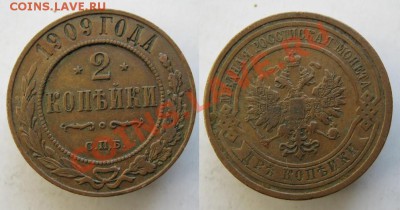 COINS.LAVE.RU
1909 ГОДА
* 2 *
КОПѢЙКИ
С.П.Б.
МѢДНАЯ РОССІЙСКАЯ МОНЕТА
ДВѢ КОПѢЙКИ
COINS.LAVE.RU